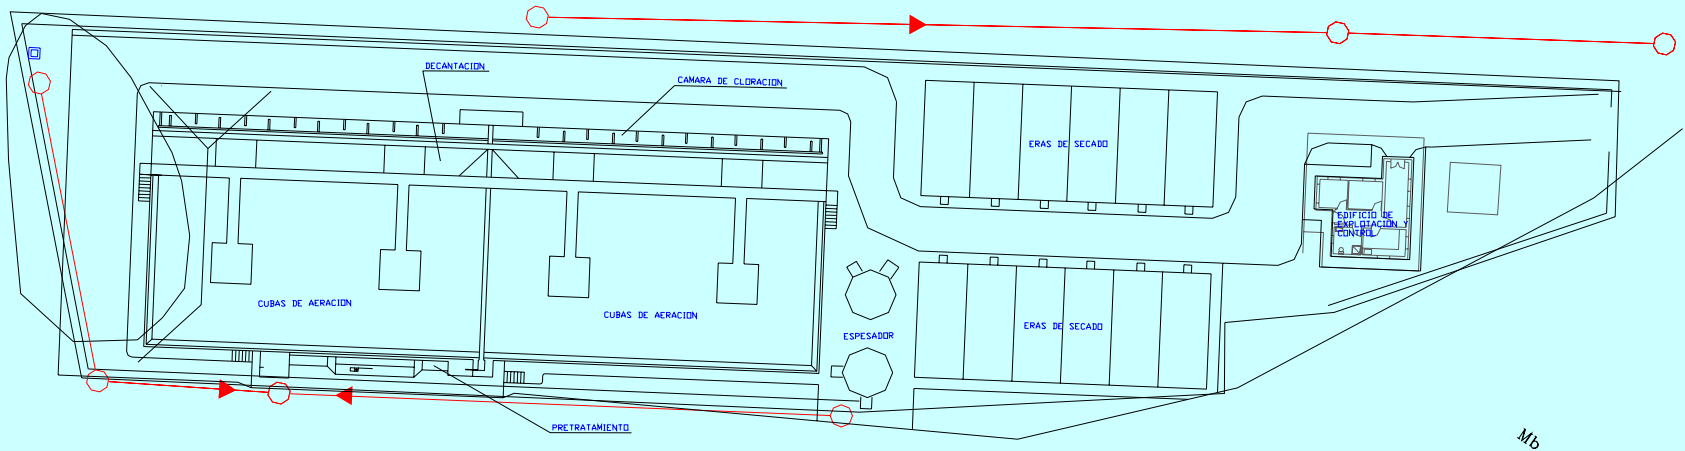 DECANTACION
CAMARA DE CLORACION
ERAS DE SECADO
EDIFICIO DE
EXPLOTACION Y
CONTROL
CUBAS DE AERACION
CUBAS DE AERACION
ERAS DE SECADO
ESPESADOR
PRETRATAMIENTO
Mb